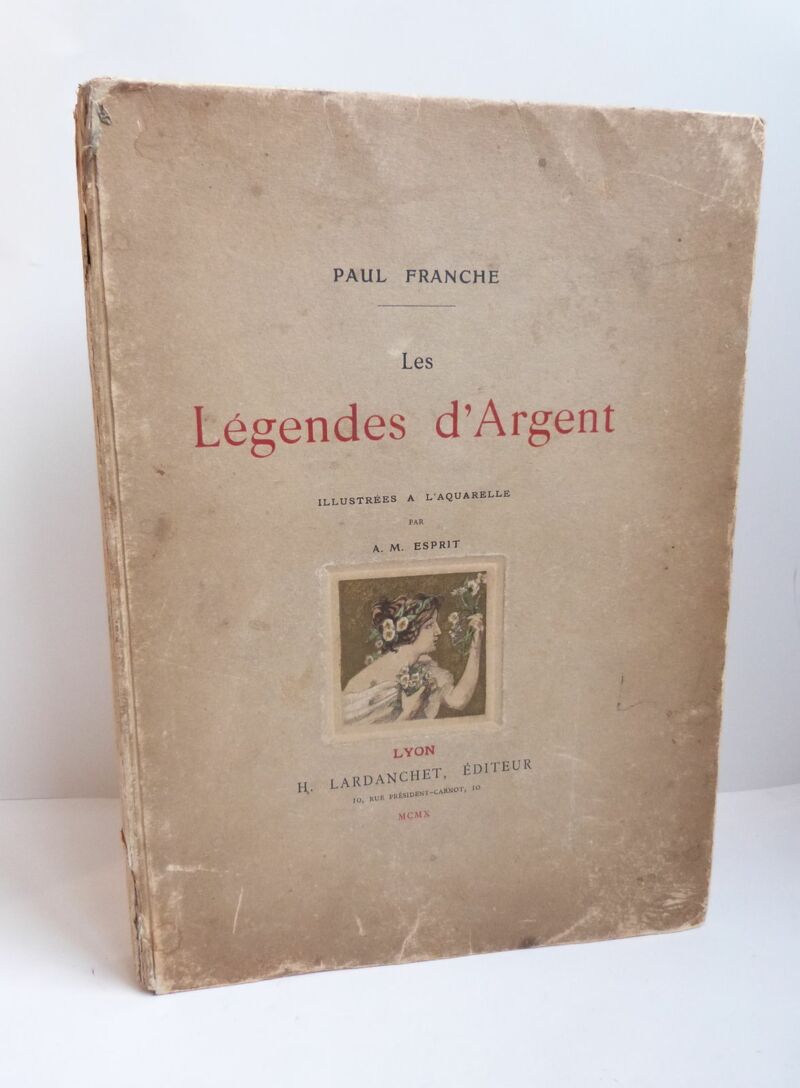 PAUL FRANCHE
Les
Légendes d'Argent
ILLUSTRÉES A L'AQUARELLE
PAR
A. M. ESPRIT
LYON
H. LARDANCHET, ÉDITEUR
10, RUE PRÉSIDENT-CARNOT, 10
MCMX